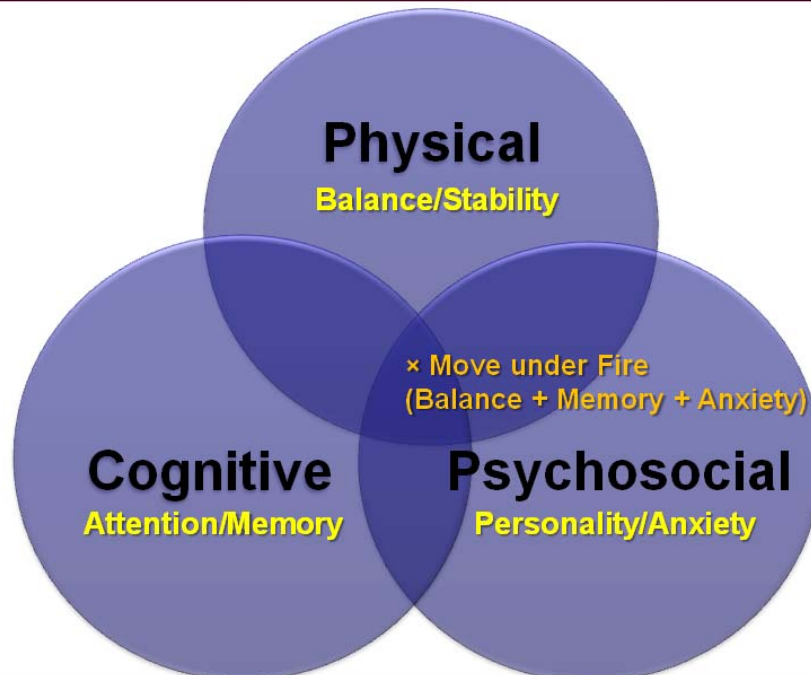 Physical
Balance/Stability
× Move under Fire
(Balance + Memory + Anxiety)
Cognitive
Attention/Memory
Psychosocial
Personality/Anxiety